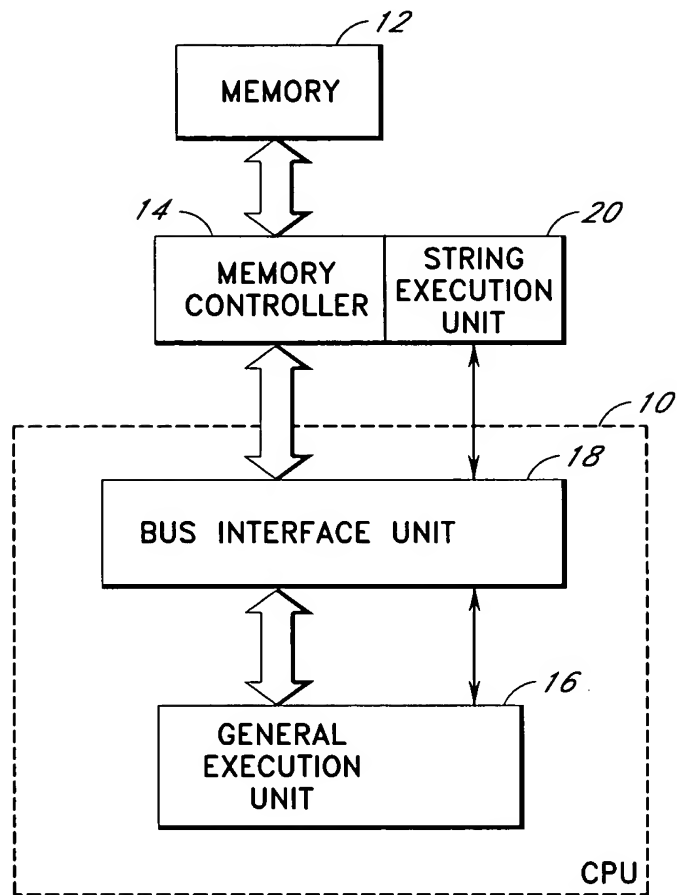 12
MEMORY
14
20
MEMORY
CONTROLLER
STRING
EXECUTION
UNIT
10
18
BUS INTERFACE UNIT
16
GENERAL
EXECUTION
UNIT
CPU